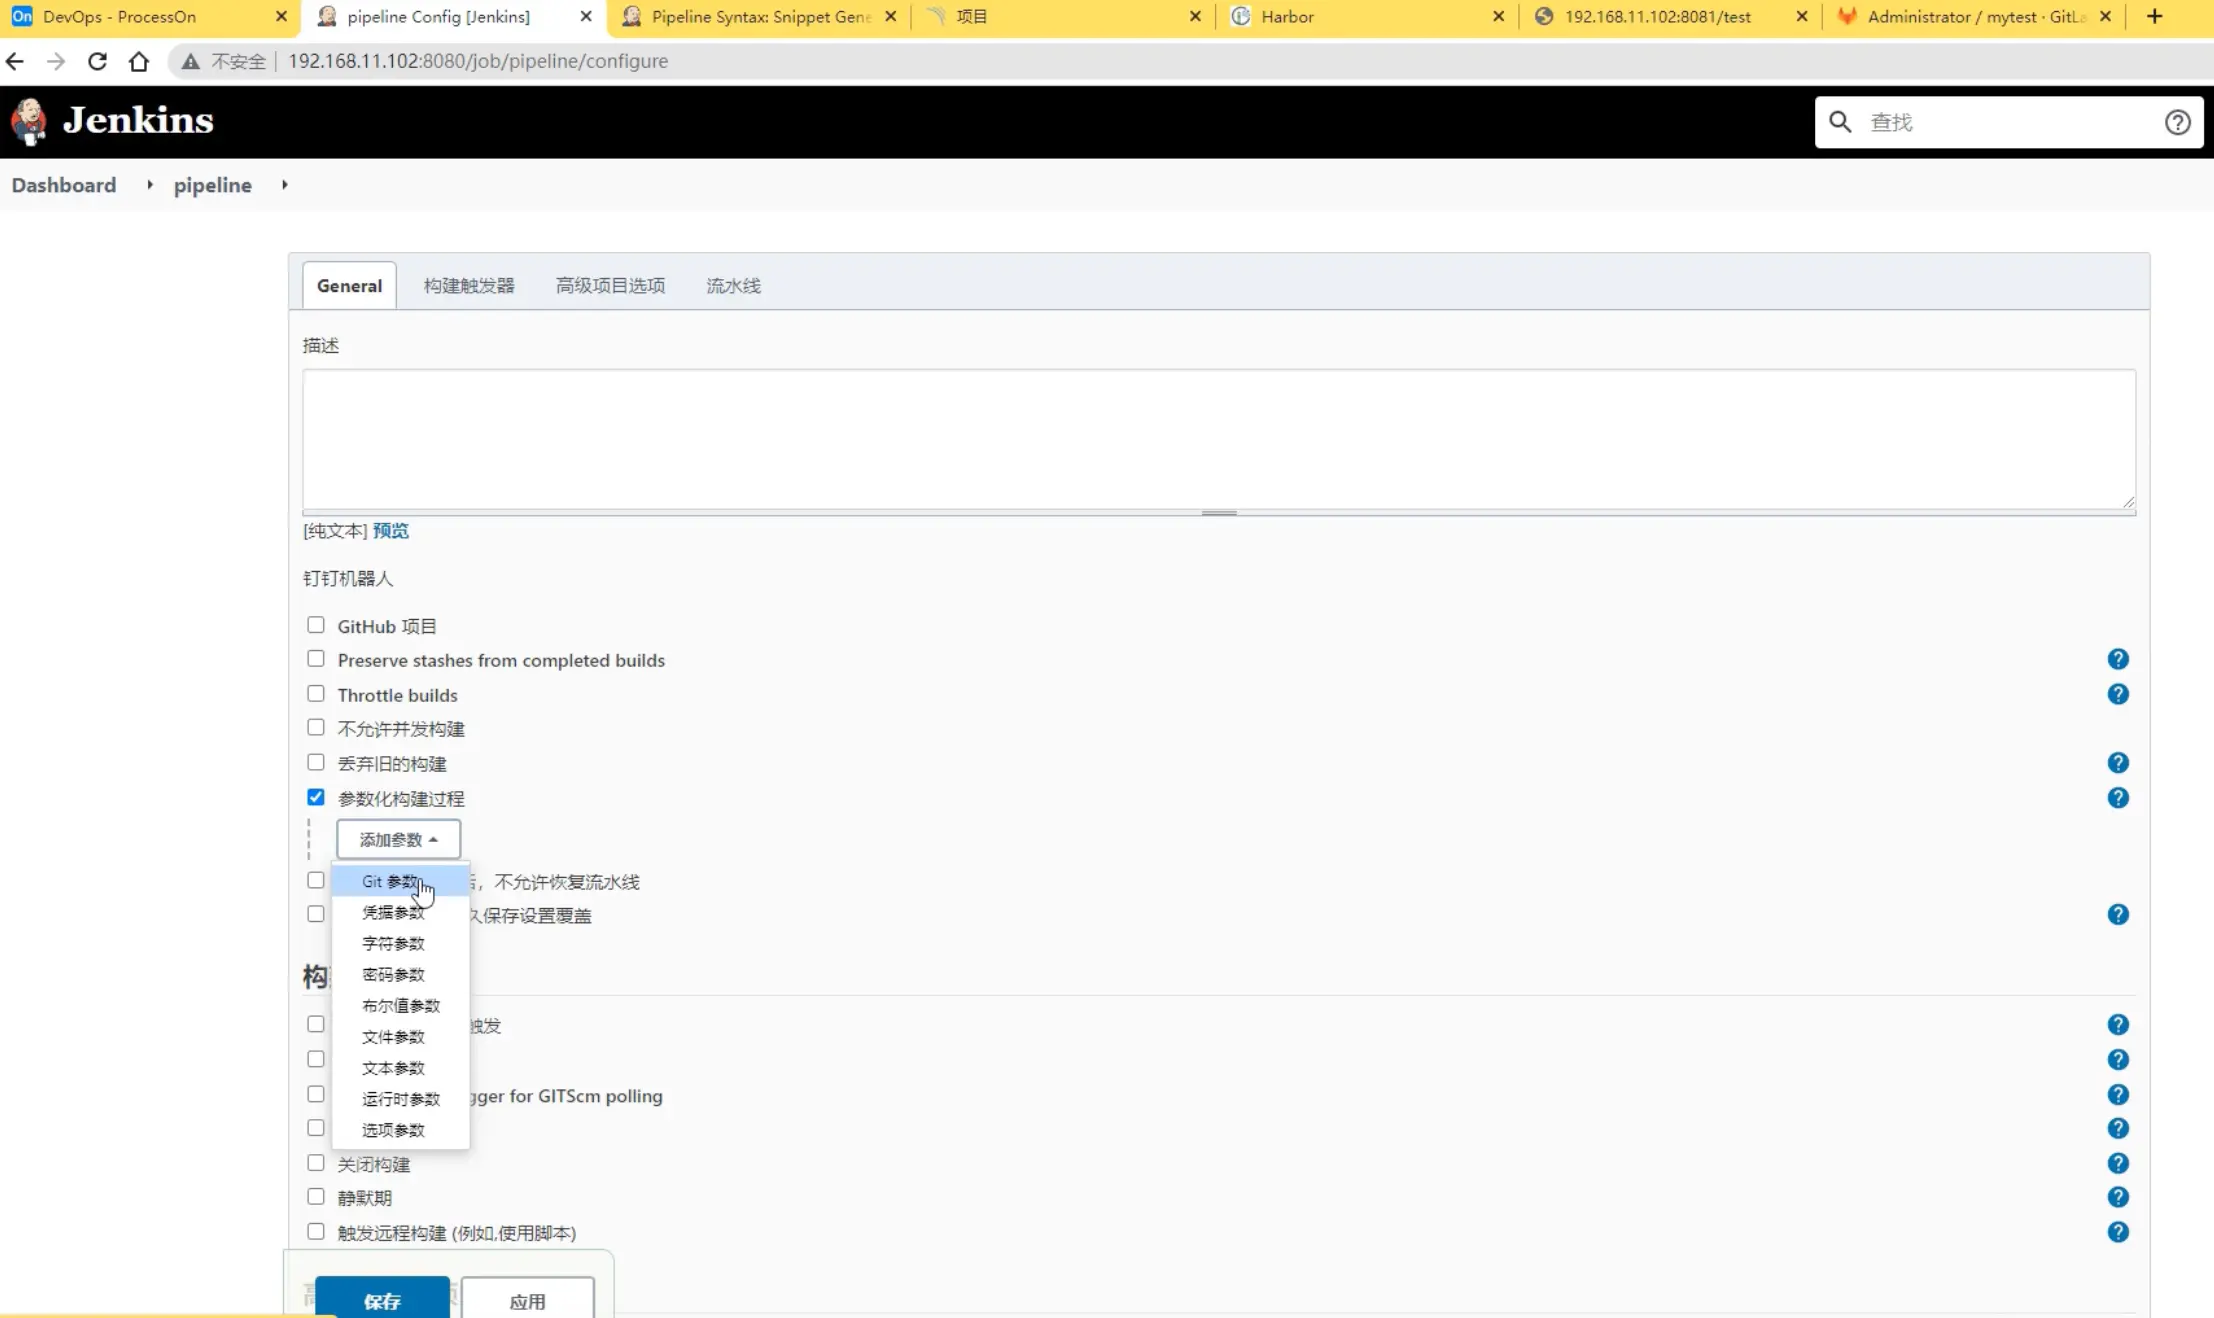 On DevOps - ProcessOn
pipeline Config [Jenkins]
Pipeline Syntax: Snippet Gene
项目
Harbor
192.168.11.102:8081/test
Administrator / mytest · GitLa
不安全
192.168.11.102:8080/job/pipeline/configure
Jenkins
查找
Dashboard
pipeline
General
构建触发器
高级项目选项
流水线
描述
[纯文本] 预览
钉钉机器人
GitHub 项目
Preserve stashes from completed builds
Throttle builds
不允许并发构建
丢弃旧的构建
参数化构建过程
添加参数
Git 参数
，不允许恢复流水线
凭据参数
久保存设置覆盖
字符参数
密码参数
构
布尔值参数
触发
文件参数
文本参数
运行时参数
gger for GITScm polling
选项参数
关闭构建
静默期
触发远程构建 (例如,使用脚本)
保存
应用